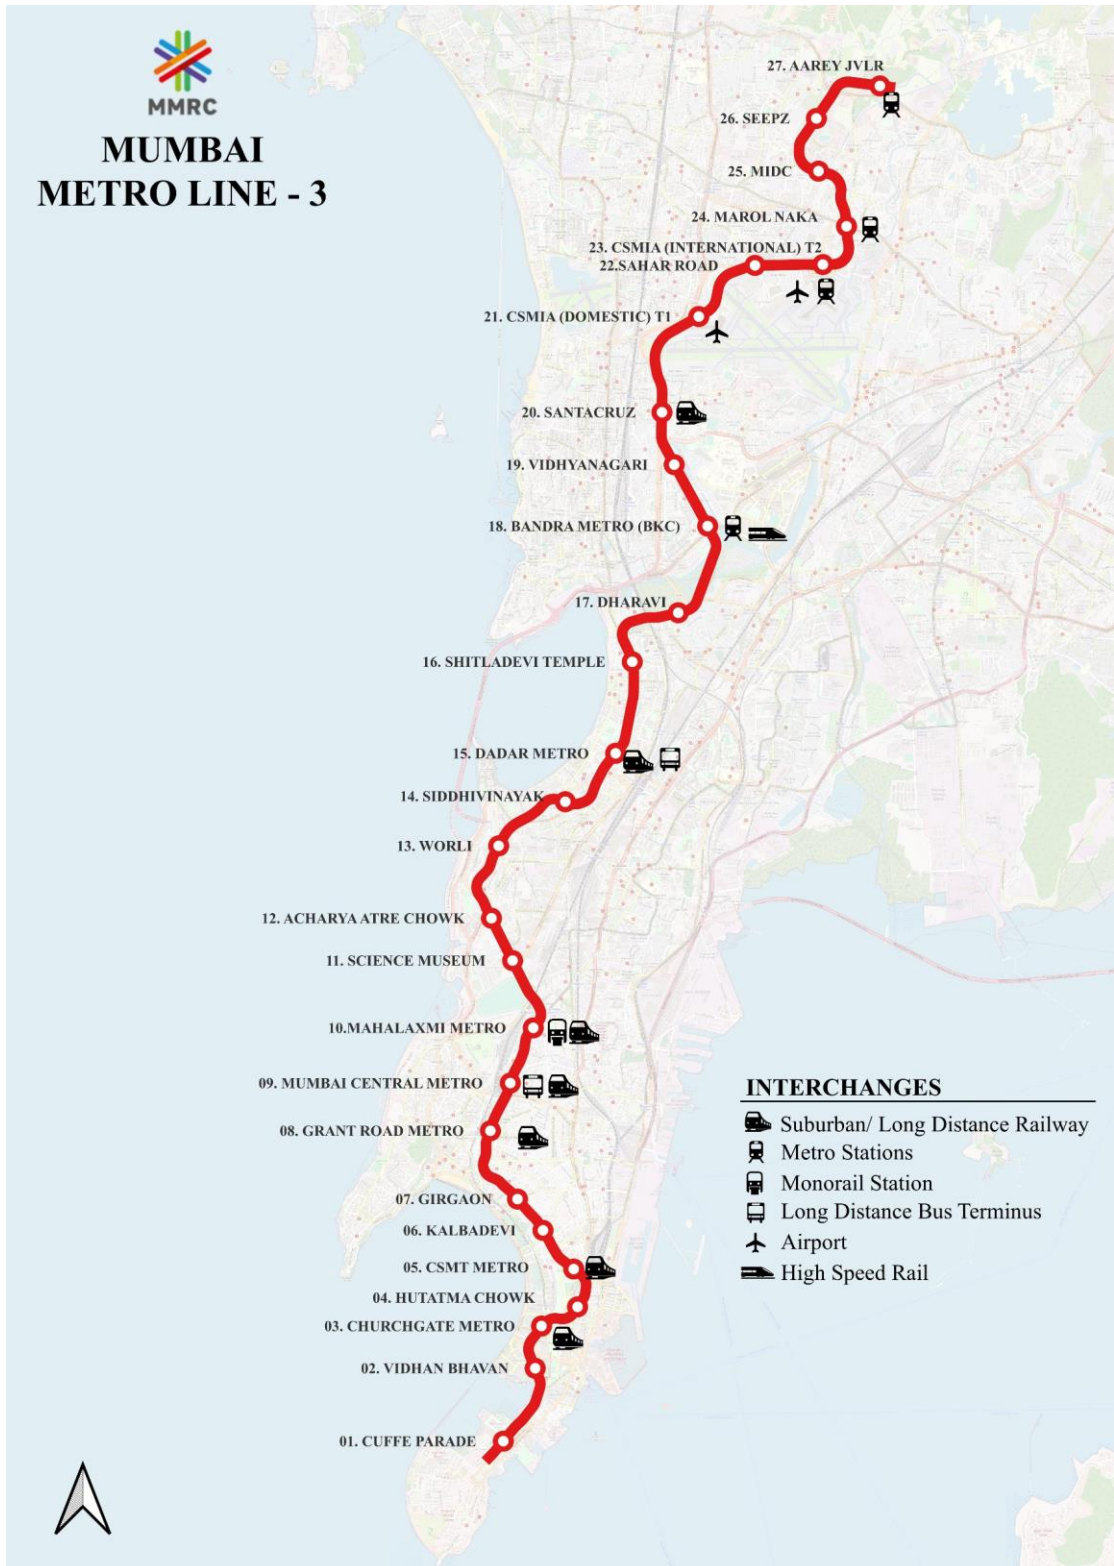 MMRC
MUMBAI
METRO LINE - 3
27. AAREY JVLR
26. SEEPZ
25. MIDC
24. MAROL NAKA
23. CSMIA (INTERNATIONAL) T2
22.SAHAR ROAD
21. CSMIA (DOMESTIC) T1
20. SANTACRUZ
19. VIDHYANAGARI
18. BANDRA METRO (BKC)
17. DHARAVI
16. SHITLADEVI TEMPLE
15. DADAR METRO
14. SIDDHIVINAYAK
13. WORLI
12. ACHARYA ATRE CHOWK
11. SCIENCE MUSEUM
10.MAHALAXMI METRO
09. MUMBAI CENTRAL METRO
08. GRANT ROAD METRO
07. GIRGAON
06. KALBADEVI
05. CSMT METRO
04. HUTATMA CHOWK
03. CHURCHGATE METRO
02. VIDHAN BHAVAN
01. CUFFE PARADE
INTERCHANGES
Suburban/ Long Distance Railway
Metro Stations
Monorail Station
Long Distance Bus Terminus
Airport
High Speed Rail